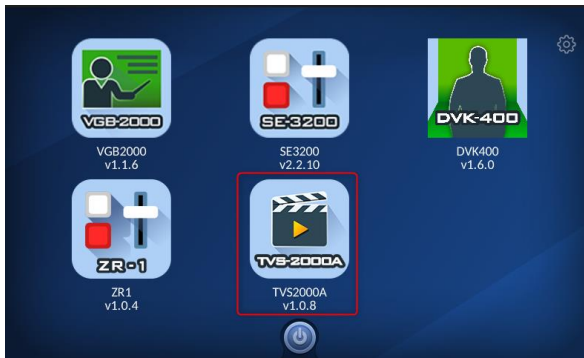 VGB-2000
SE-3200
DVK-400
VGB2000
v1.1.6
SE3200
v2.2.10
DVK400
v1.6.0
ZR-1
TVS-2000A
ZR1
v1.0.4
TVS2000A
v1.0.8